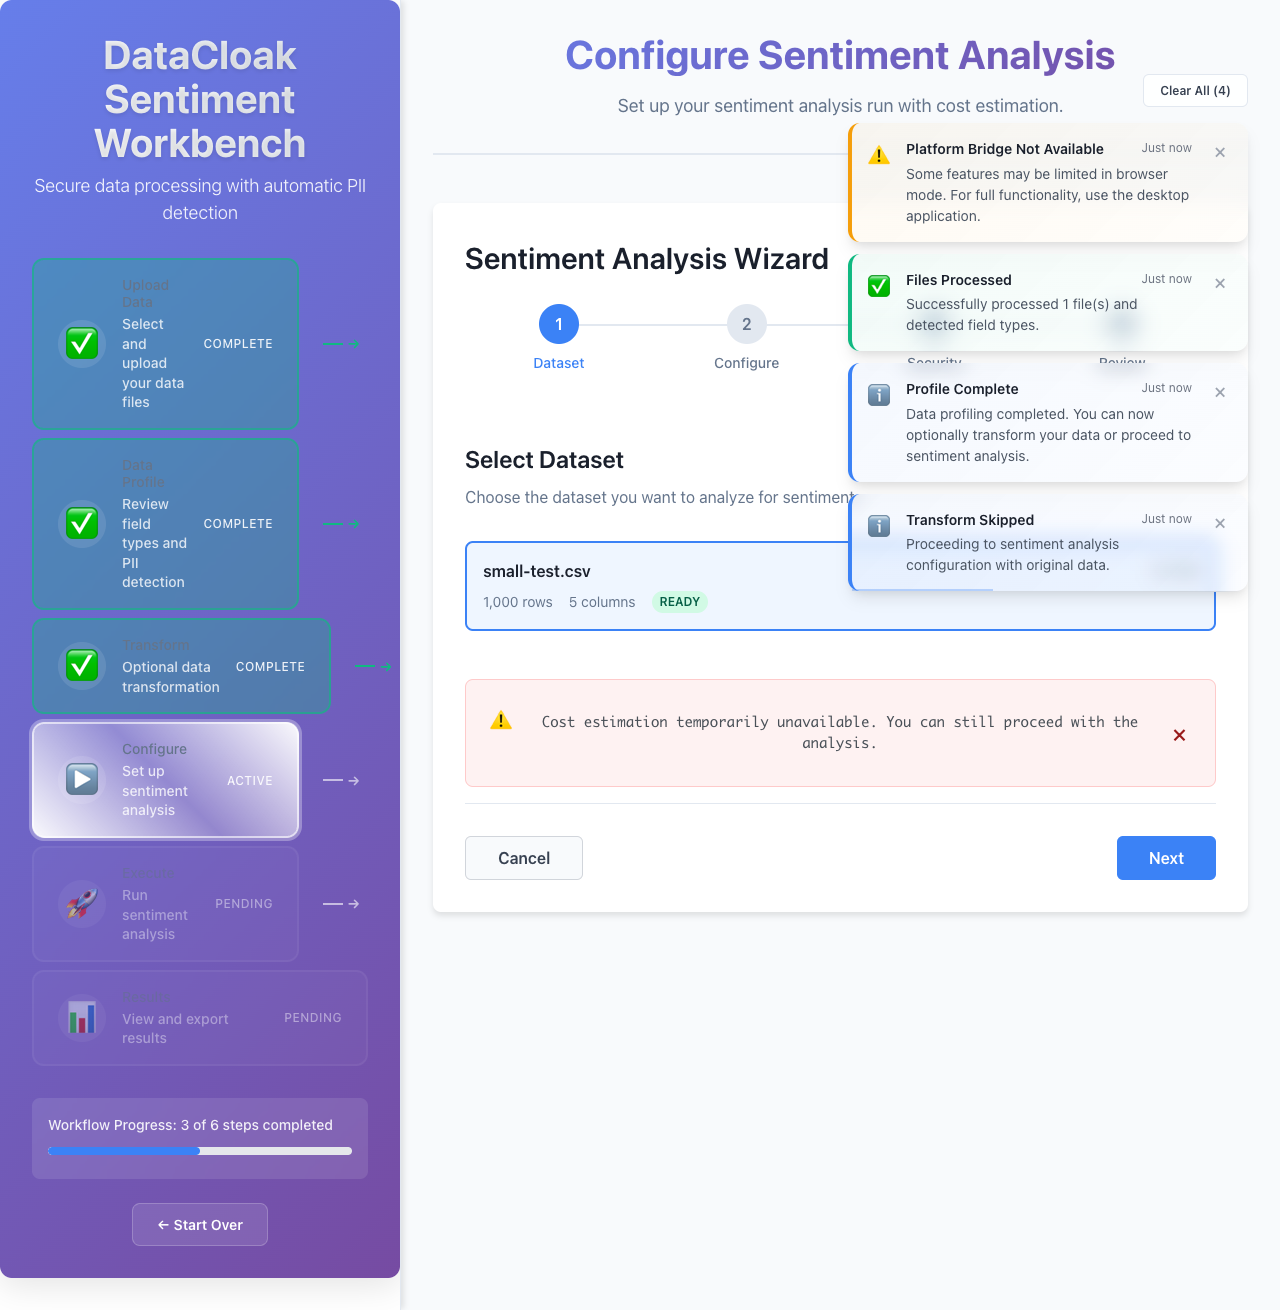 DataCloak
Sentiment
Workbench
Secure data processing with automatic PII
detection
Upload
Data
Select
and
upload
your data
files
COMPLETE
Data
Profile
Review
field
types and
PII
detection
COMPLETE
Transform
Optional data
transformation
COMPLETE
Configure
Set up
sentiment
analysis
ACTIVE
Run
sentiment
analysis
PENDING
View and export
results
PENDING
Workflow Progress: 3 of 6 steps completed
← Start Over
Configure Sentiment Analysis
Set up your sentiment analysis run with cost estimation.
Clear All (4)
Platform Bridge Not Available
Just now
Some features may be limited in browser
mode. For full functionality, use the desktop
application.
Files Processed
Just now
Successfully processed 1 file(s) and
detected field types.
Profile Complete
Just now
Data profiling completed. You can now
optionally transform your data or proceed to
sentiment analysis.
Transform Skipped
Just now
Proceeding to sentiment analysis
configuration with original data.
Sentiment Analysis Wizard
1
2
Dataset
Configure
Security
Review
Select Dataset
Choose the dataset you want to analyze for sentiment
small-test.csv
1,000 rows
5 columns
READY
Cost estimation temporarily unavailable. You can still proceed with the
analysis.
Cancel
Next